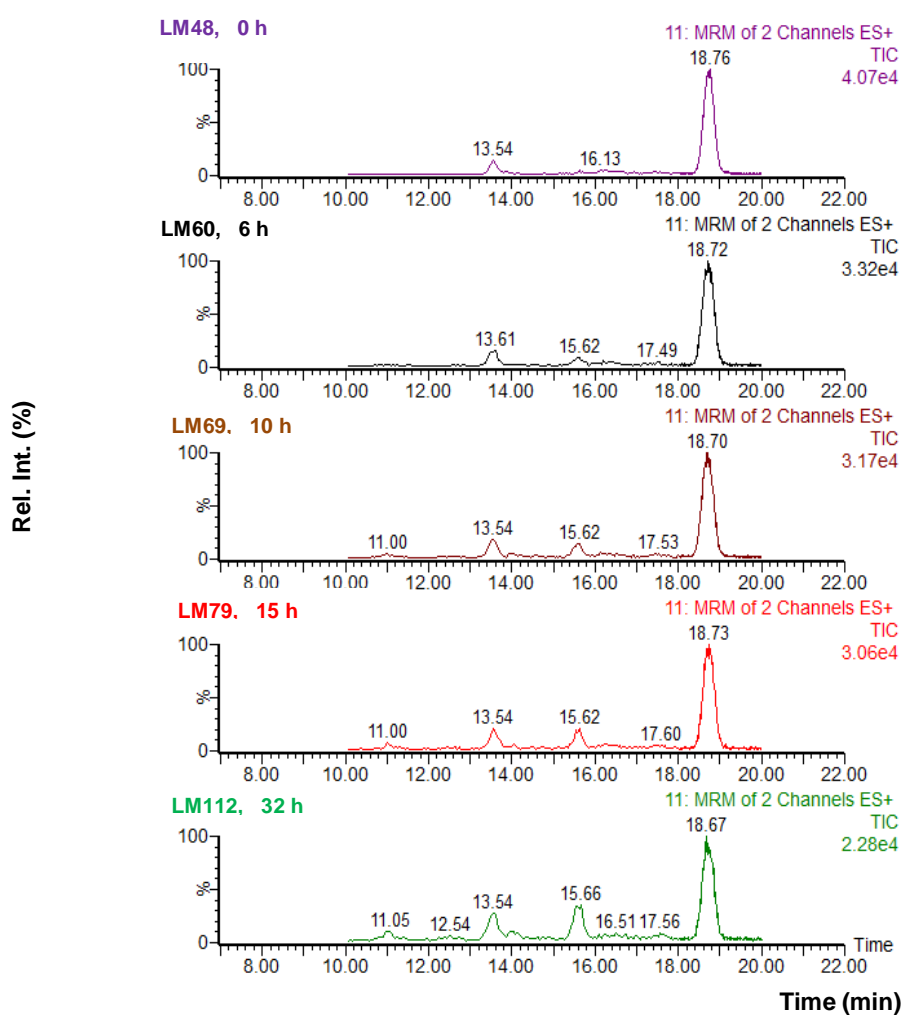 LM48, 0 h
11: MRM of 2 Channels ES+
TIC
4.07e4
18.76
100
%
0
13.54
16.13
8.00 10.00 12.00 14.00 16.00 18.00 20.00 22.00
LM60, 6 h
11: MRM of 2 Channels ES+
TIC
3.32e4
18.72
100
%
0
13.61
15.62
17.49
8.00 10.00 12.00 14.00 16.00 18.00 20.00 22.00
Rel. Int. (%)
LM69, 10 h
11: MRM of 2 Channels ES+
TIC
3.17e4
18.70
100
%
0
11.00
13.54
15.62
17.53
8.00 10.00 12.00 14.00 16.00 18.00 20.00 22.00
LM79, 15 h
11: MRM of 2 Channels ES+
TIC
3.06e4
18.73
100
%
0
11.00
13.54
15.62
17.60
8.00 10.00 12.00 14.00 16.00 18.00 20.00 22.00
LM112, 32 h
11: MRM of 2 Channels ES+
TIC
2.28e4
18.67
100
%
0
11.05
12.54
13.54
15.66
16.51
17.56
Time
8.00 10.00 12.00 14.00 16.00 18.00 20.00 22.00
Time (min)